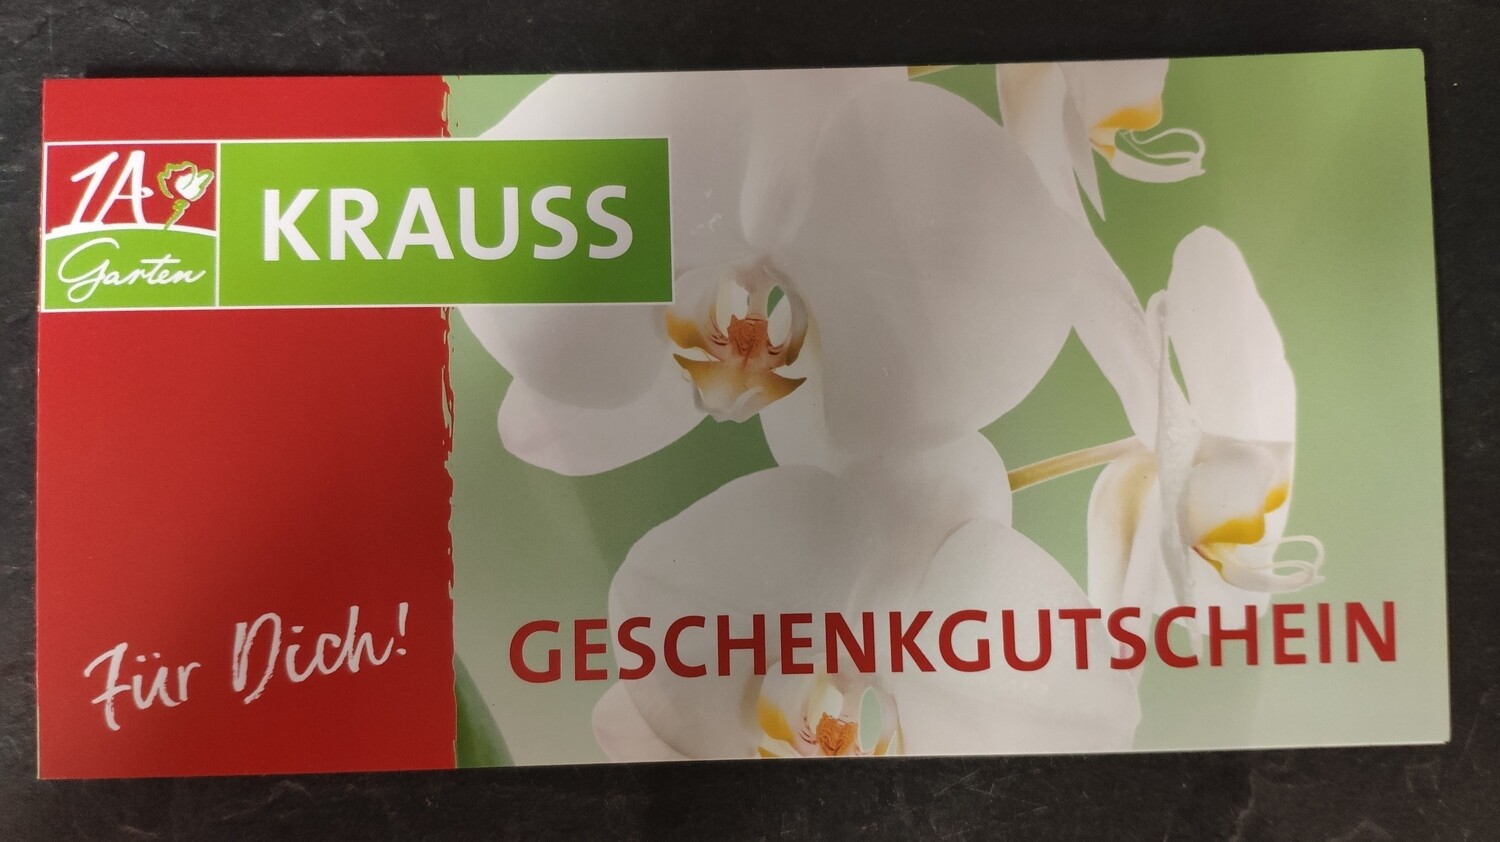 1A
Garten
KRAUSS
Für Dich!
GESCHENKGUTSCHEIN